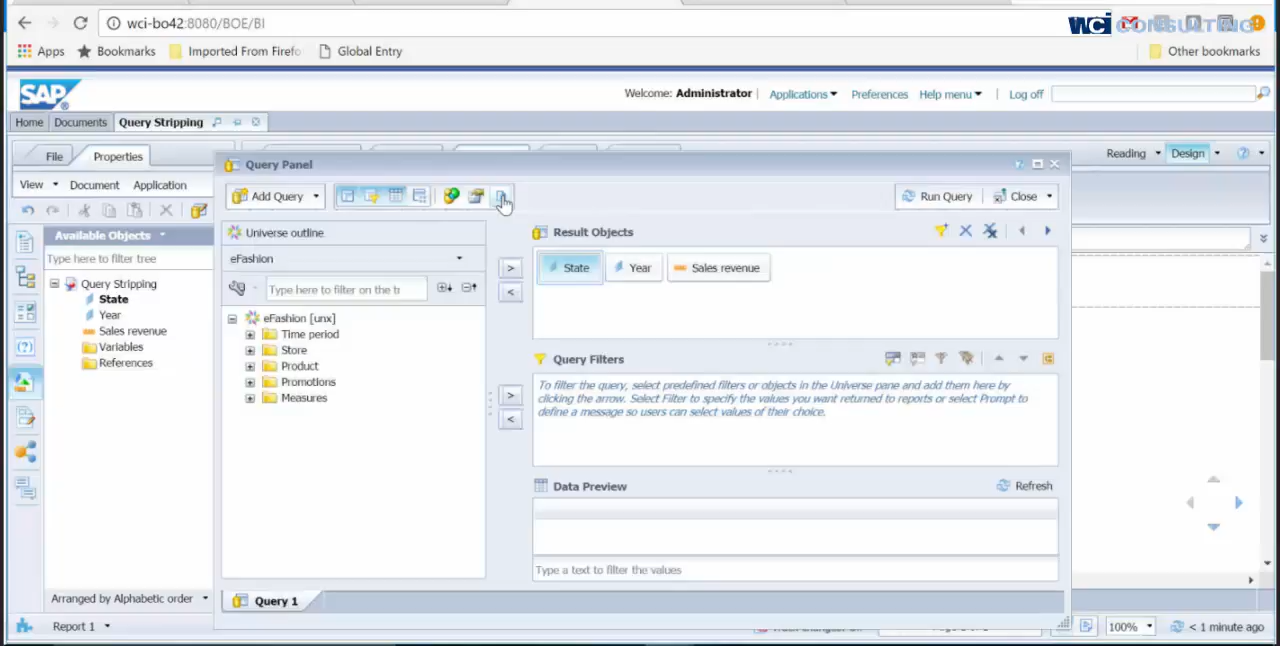 wci-bo42:8080/BOE/BI
WCI CONSULTING
Apps Bookmarks Imported From Firefo Global Entry Other bookmarks
SAP
Welcome: Administrator Applications Preferences Help menu Log off
Home Documents Query Stripping
File Properties Reading Design
View Document Application
Query Panel
Add Query Run Query Close
Available Objects
Type here to filter tree
Query Stripping
State
Year
Sales revenue
Variables
References
Arranged by Alphabetic order
Universe outline
eFashion
Type here to filter on the tr
eFashion [unx]
Time period
Store
Product
Promotions
Measures
Result Objects
State Year Sales revenue
Query Filters
To filter the query, select predefined filters or objects in the Universe pane and add them here by
clicking the arrow. Select Filter to specify the values you want returned to reports or select Prompt to
define a message so users can select values of their choice.
Data Preview Refresh
Type a text to filter the values
Query 1
Report 1 100% < 1 minute ago